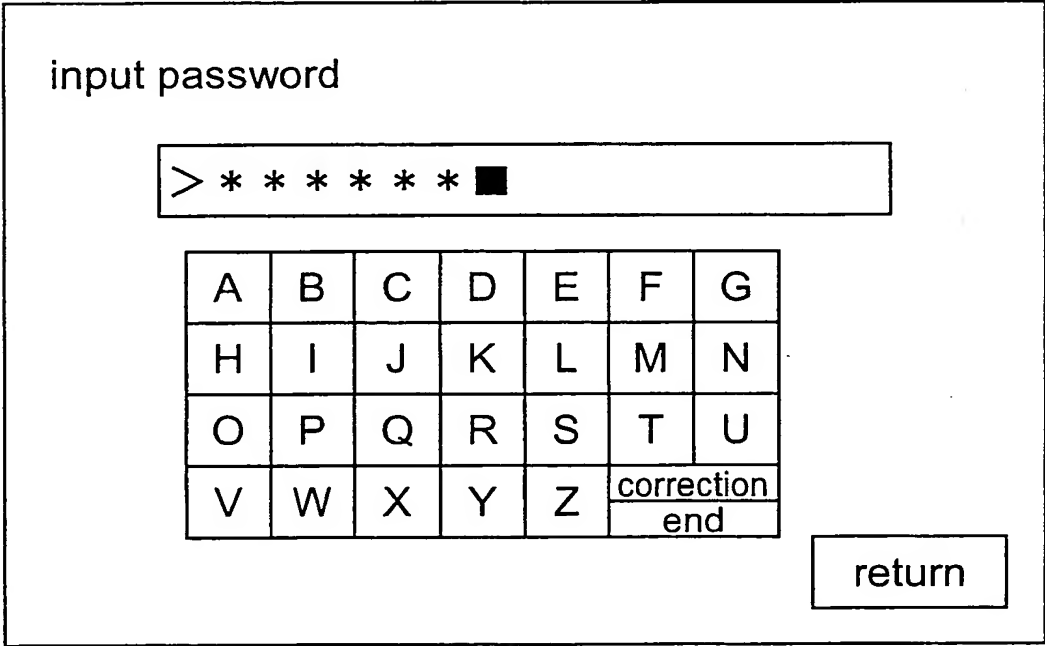 input password
>* * * * * *■
A B C D E F G
H I J K L M N
O P Q R S T U
V W X Y Z correction
end
return